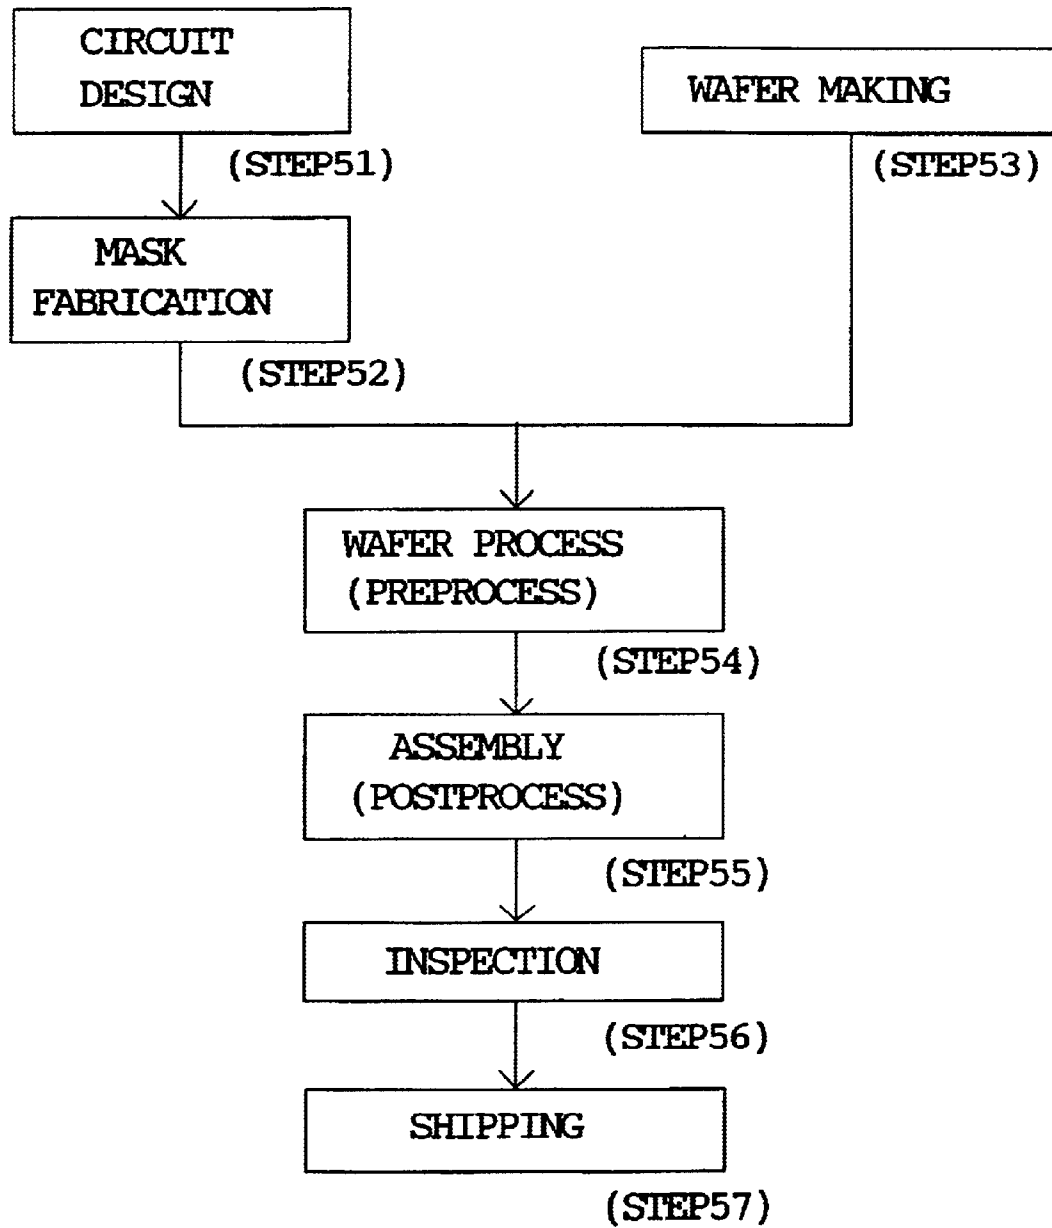 CIRCUIT
DESIGN
(STEP51)
WAFER MAKING
(STEP53)
MASK
FABRICATION
(STEP52)
WAFER PROCESS
(PREPROCESS)
(STEP54)
ASSEMBLY
(POSTPROCESS)
(STEP55)
INSPECTION
(STEP56)
SHIPPING
(STEP57)